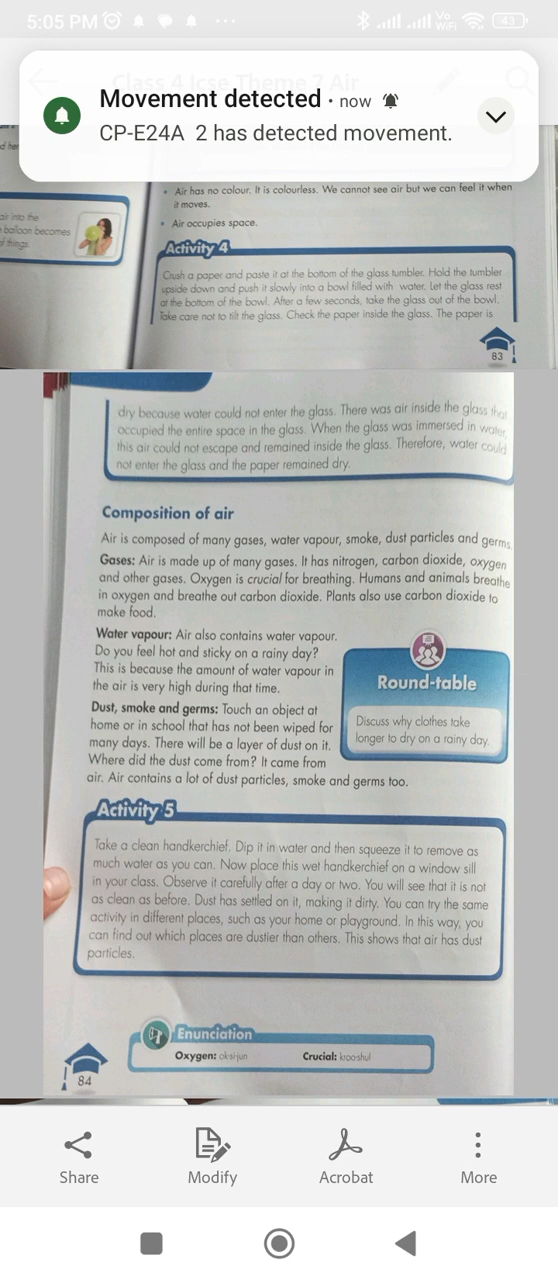 5:05 PM
Vo
WiFi
43
Class 4 Icse Theme 7 Air
Movement detected • now
CP-E24A 2 has detected movement.
d her
air into the
balloon becomes
of things.
• Air has no colour. It is colourless. We cannot see air but we can feel it when
it moves.
• Air occupies space.
Activity 4
Crush a paper and paste it at the bottom of the glass tumbler. Hold the tumbler
upside down and push it slowly into a bowl filled with water. Let the glass rest
at the bottom of the bowl. After a few seconds, take the glass out of the bowl.
Take care not to tilt the glass. Check the paper inside the glass. The paper is
83
dry because water could not enter the glass. There was air inside the glass that
occupied the entire space in the glass. When the glass was immersed in water,
this air could not escape and remained inside the glass. Therefore, water could
not enter the glass and the paper remained dry.
Composition of air
Air is composed of many gases, water vapour, smoke, dust particles and germs.
Gases: Air is made up of many gases. It has nitrogen, carbon dioxide, oxygen
and other gases. Oxygen is crucial for breathing. Humans and animals breathe
in oxygen and breathe out carbon dioxide. Plants also use carbon dioxide to
make food.
Water vapour: Air also contains water vapour.
Do you feel hot and sticky on a rainy day?
This is because the amount of water vapour in
the air is very high during that time.
Round-table
Discuss why clothes take
longer to dry on a rainy day.
Dust, smoke and germs: Touch an object at
home or in school that has not been wiped for
many days. There will be a layer of dust on it.
Where did the dust come from? It came from
air. Air contains a lot of dust particles, smoke and germs too.
Activity 5
Take a clean handkerchief. Dip it in water and then squeeze it to remove as
much water as you can. Now place this wet handkerchief on a window sill
in your class. Observe it carefully after a day or two. You will see that it is not
as clean as before. Dust has settled on it, making it dirty. You can try the same
activity in different places, such as your home or playground. In this way, you
can find out which places are dustier than others. This shows that air has dust
particles.
Enunciation
Oxygen: ok·si·jun Crucial: kroo·shul
84
Share Modify Acrobat More